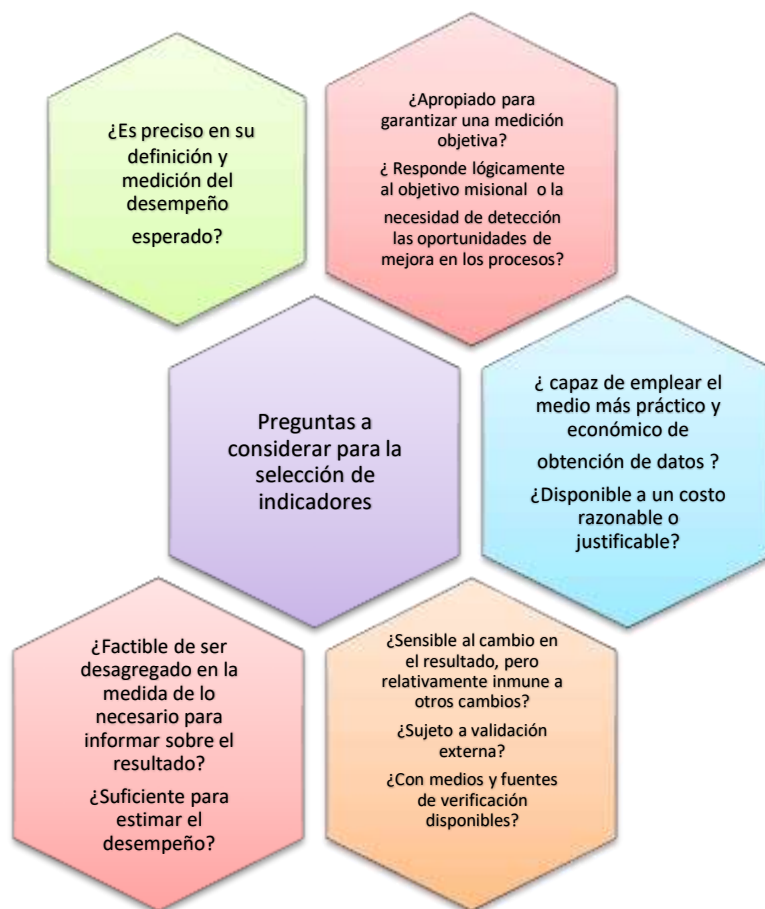 ¿Es preciso en su
definición y
medición del
desempeño
esperado?
¿Apropiado para
garantizar una medición
objetiva?
¿ Responde lógicamente
al objetivo misional o la
necesidad de detección
las oportunidades de
mejora en los procesos?
Preguntas a
considerar para la
selección de
indicadores
¿ capaz de emplear el
medio más práctico y
económico de
obtención de datos ?
¿Disponible a un costo
razonable o
justificable?
¿Factible de ser
desagregado en la
medida de lo
necesario para
informar sobre el
resultado?
¿Suficiente para
estimar el
desempeño?
¿Sensible al cambio en
el resultado, pero
relativamente inmune a
otros cambios?
¿Sujeto a validación
externa?
¿Con medios y fuentes
de verificación
disponibles?